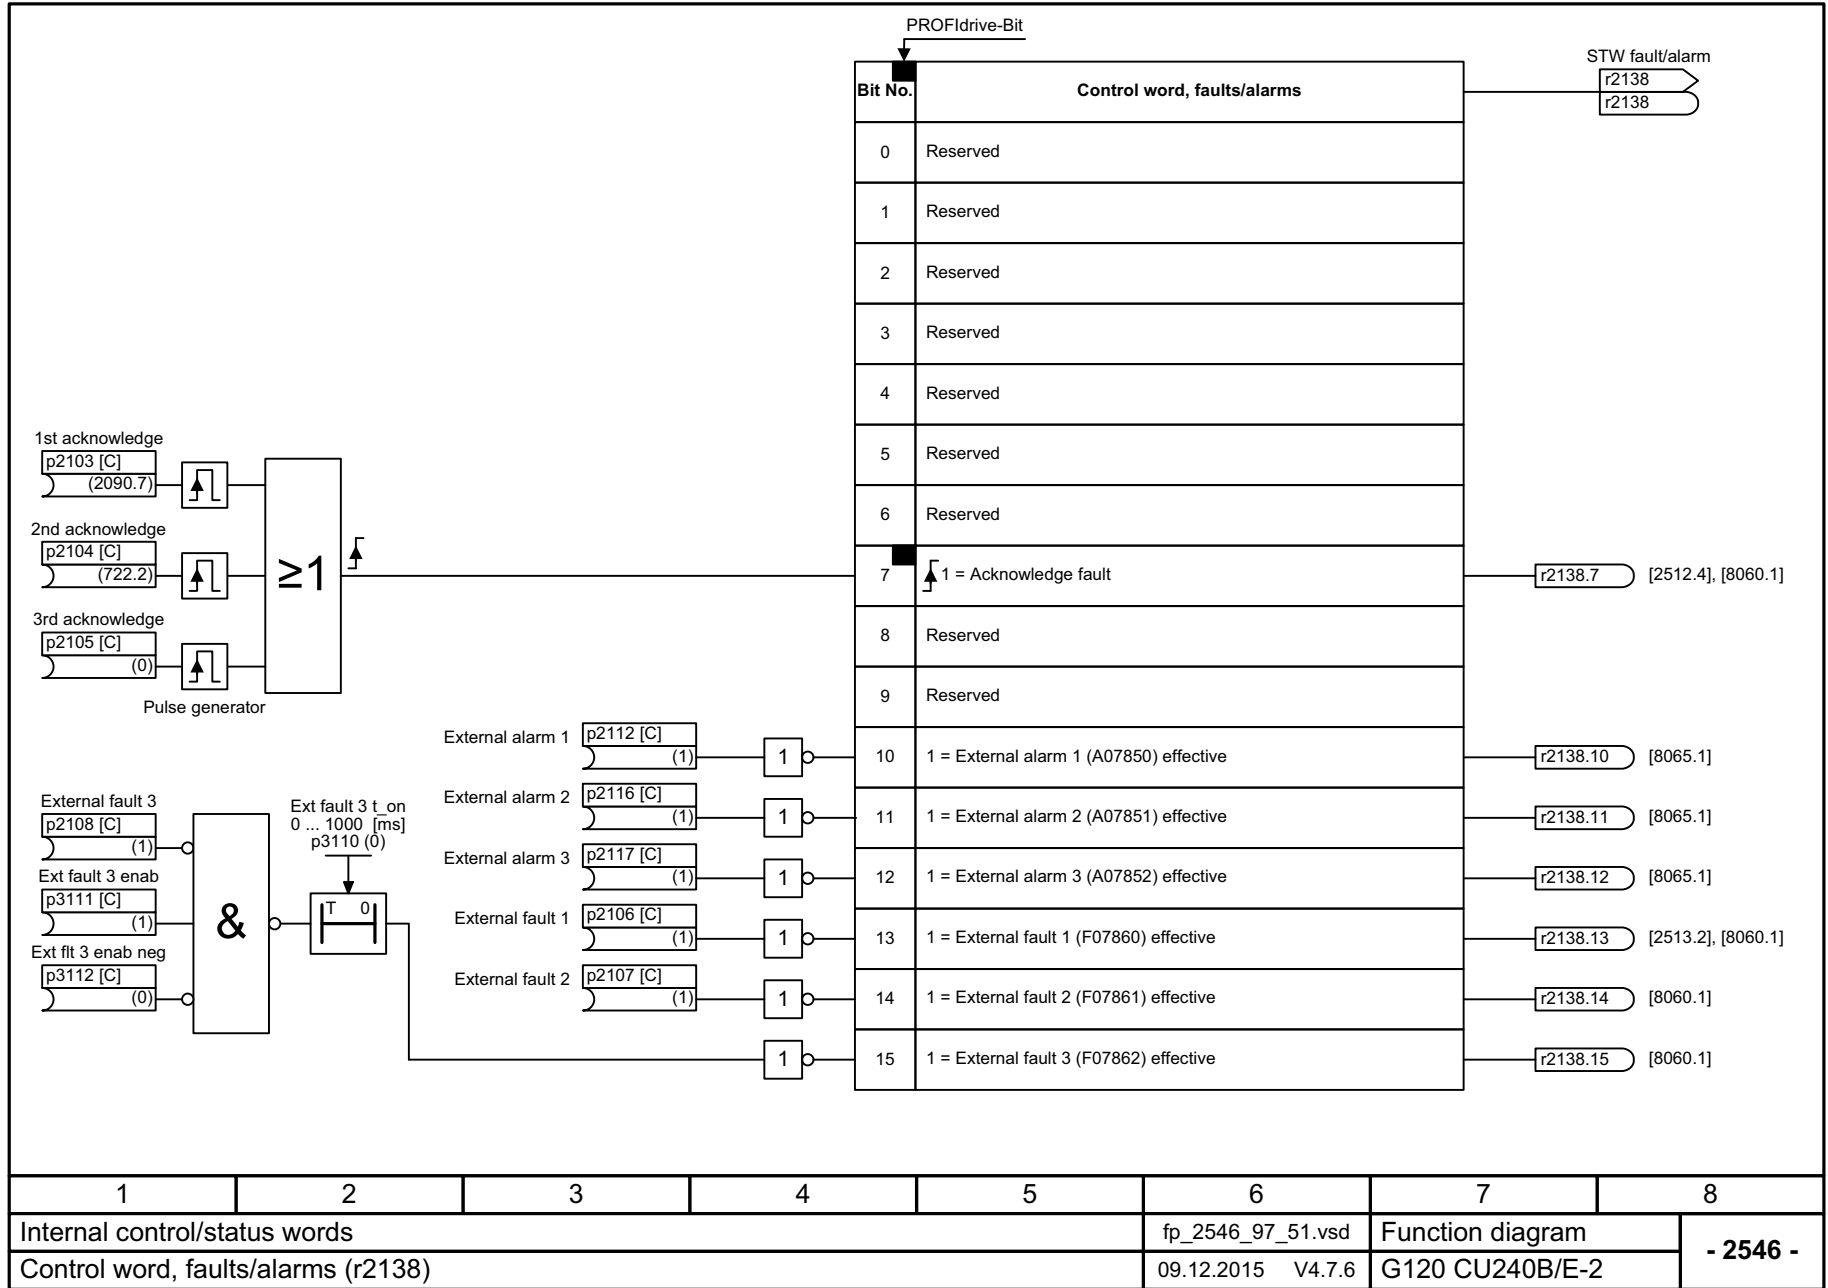 PROFIdrive-Bit
STW fault/alarm
r2138
r2138
Bit No. Control word, faults/alarms
0 Reserved
1 Reserved
2 Reserved
3 Reserved
4 Reserved
5 Reserved
6 Reserved
7 1 = Acknowledge fault r2138.7 [2512.4], [8060.1]
8 Reserved
9 Reserved
10 1 = External alarm 1 (A07850) effective r2138.10 [8065.1]
11 1 = External alarm 2 (A07851) effective r2138.11 [8065.1]
12 1 = External alarm 3 (A07852) effective r2138.12 [8065.1]
13 1 = External fault 1 (F07860) effective r2138.13 [2513.2], [8060.1]
14 1 = External fault 2 (F07861) effective r2138.14 [8060.1]
15 1 = External fault 3 (F07862) effective r2138.15 [8060.1]
1st acknowledge
p2103 [C]
(2090.7)
2nd acknowledge
p2104 [C]
(722.2)
3rd acknowledge
p2105 [C]
(0)
Pulse generator
≥1
External alarm 1 p2112 [C]
(1) 1
External alarm 2 p2116 [C]
(1) 1
External alarm 3 p2117 [C]
(1) 1
External fault 1 p2106 [C]
(1) 1
External fault 2 p2107 [C]
(1) 1
1
External fault 3
p2108 [C]
(1)
Ext fault 3 enab
p3111 [C]
(1)
Ext flt 3 enab neg
p3112 [C]
(0)
&
Ext fault 3 t_on
0 ... 1000 [ms]
p3110 (0)
T 0
1 2 3 4 5 6 7 8
Internal control/status words fp_2546_97_51.vsd Function diagram - 2546 -
Control word, faults/alarms (r2138) 09.12.2015 V4.7.6 G120 CU240B/E-2